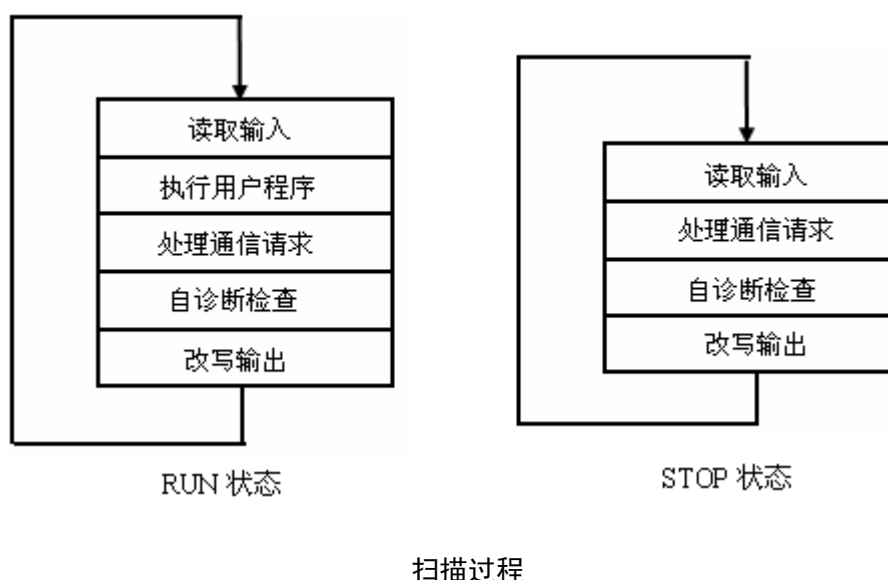 读取输入
执行用户程序
处理通信请求
自诊断检查
改写输出
RUN 状态
读取输入
处理通信请求
自诊断检查
改写输出
STOP 状态
扫描过程